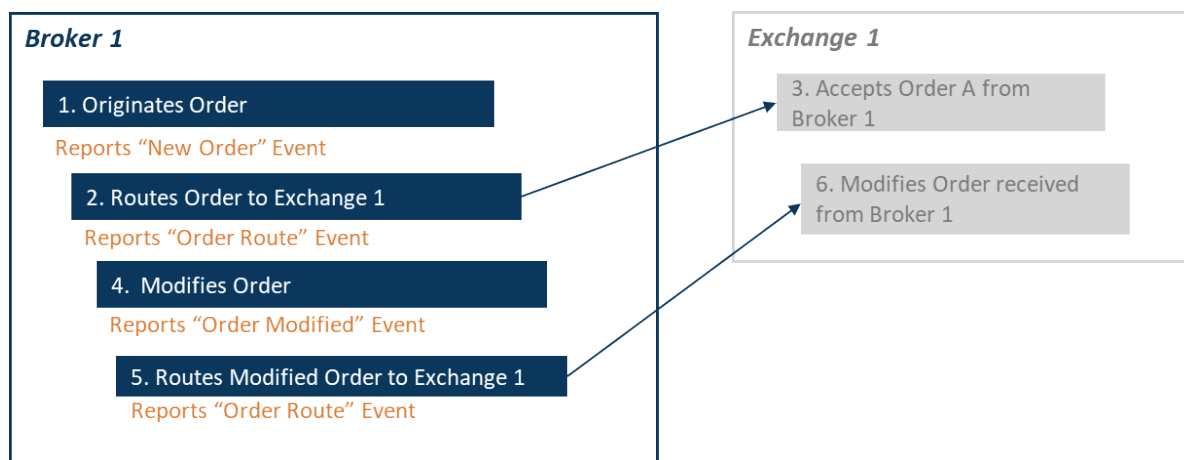 Broker 1
1. Originates Order
Reports “New Order” Event
2. Routes Order to Exchange 1
Reports “Order Route” Event
4.  Modifies Order
Reports “Order Modified” Event
5. Routes Modified Order to Exchange 1
Reports “Order Route” Event
Exchange 1
3. Accepts Order A from
Broker 1
6. Modifies Order received
from Broker 1